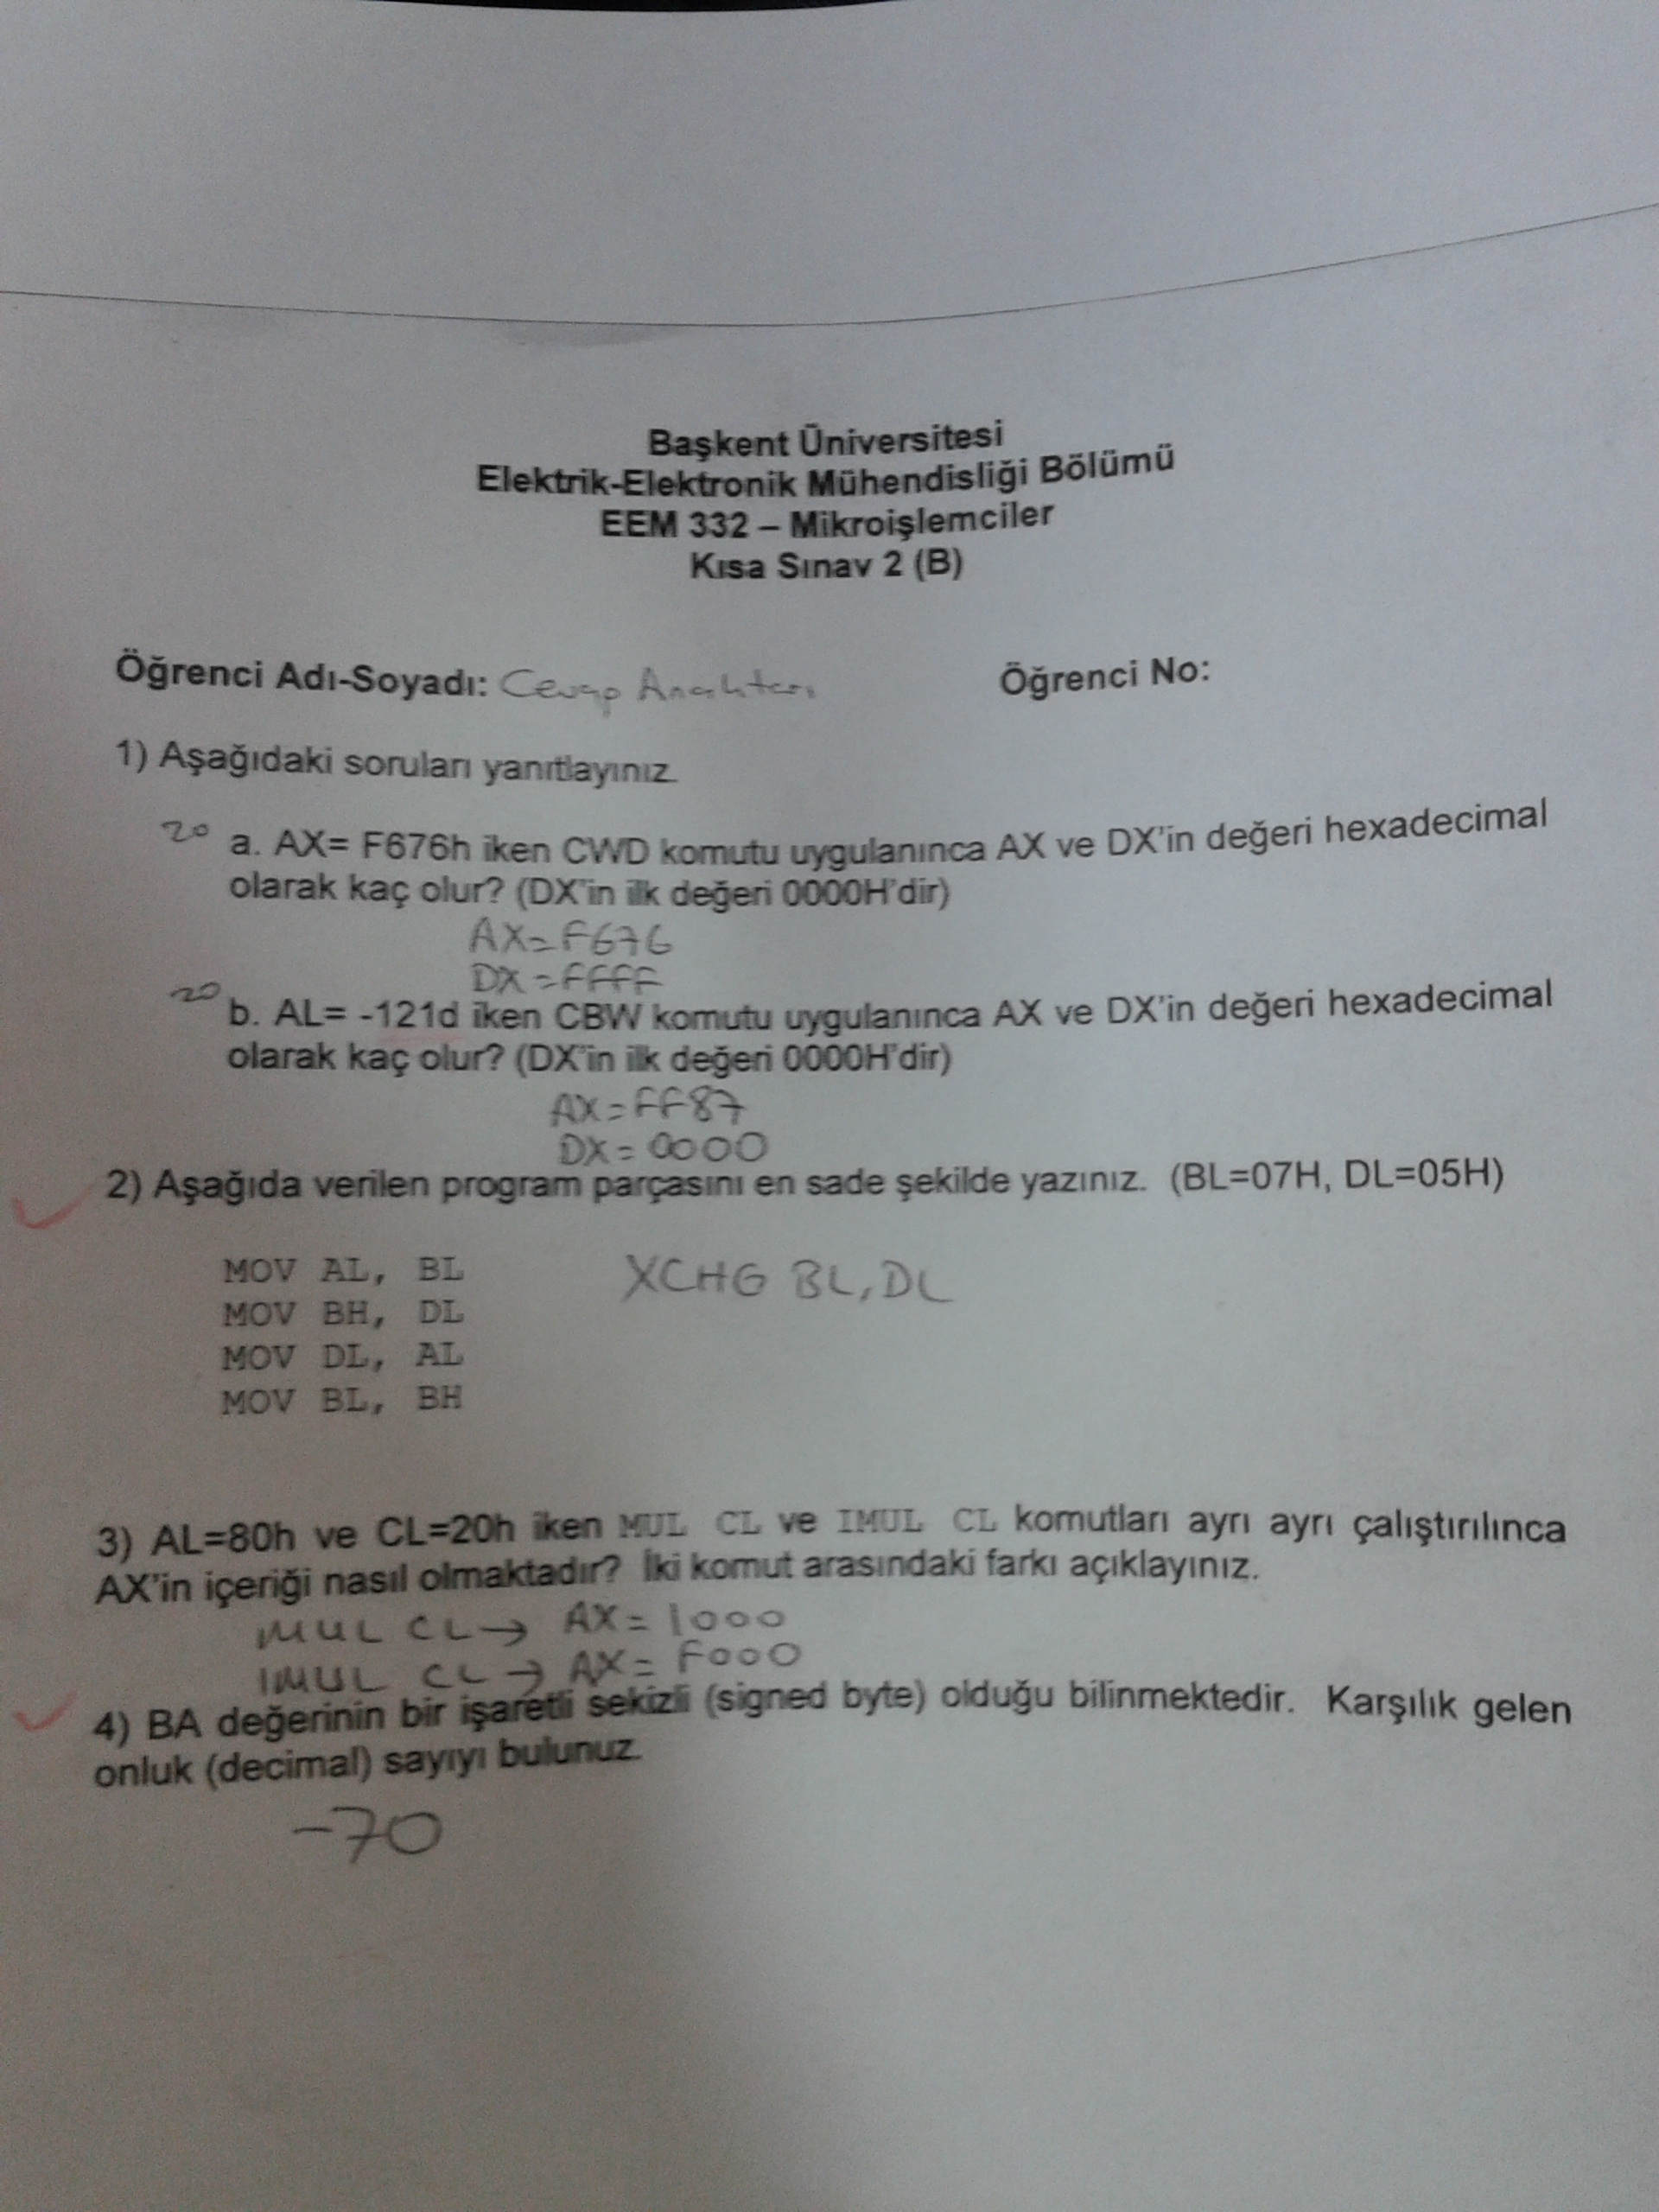 Başkent Üniversitesi
Elektrik-Elektronik Mühendisliği Bölümü
EEM 332 – Mikroişlemciler
Kısa Sınav 2 (B)
Öğrenci Adı-Soyadı: Cevap Anahtarı Öğrenci No:
1) Aşağıdaki soruları yanıtlayınız.
20 a. AX= F676h iken CWD komutu uygulanınca AX ve DX'in değeri hexadecimal
olarak kaç olur? (DX'in ilk değeri 0000H'dir)
AX=F676
DX=FFFF
20 b. AL= -121d iken CBW komutu uygulanınca AX ve DX'in değeri hexadecimal
olarak kaç olur? (DX'in ilk değeri 0000H'dir)
AX=FF87
DX=0000
2) Aşağıda verilen program parçasını en sade şekilde yazınız. (BL=07H, DL=05H)
MOV AL, BL XCHG BL,DL
MOV BH, DL
MOV DL, AL
MOV BL, BH
3) AL=80h ve CL=20h iken MUL CL ve IMUL CL komutları ayrı ayrı çalıştırılınca
AX'in içeriği nasıl olmaktadır? İki komut arasındaki farkı açıklayınız.
MUL CL→ AX=1000
IMUL CL→ AX=F000
4) BA değerinin bir işaretli sekizli (signed byte) olduğu bilinmektedir. Karşılık gelen
onluk (decimal) sayıyı bulunuz.
-70